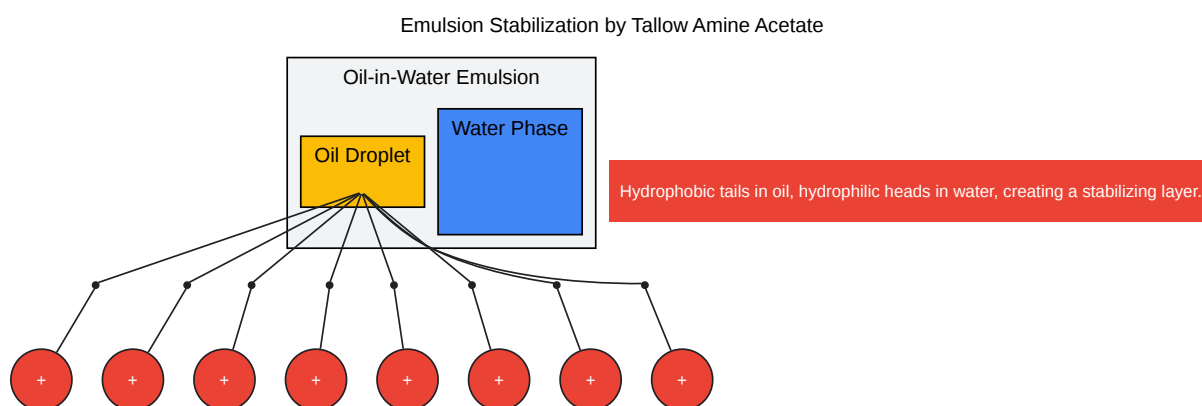 Emulsion Stabilization by Tallow Amine Acetate
Oil-in-Water Emulsion
Water Phase
Oil Droplet
Hydrophobic tails in oil, hydrophilic heads in water, creating a stabilizing layer.
+ + + + + + + +